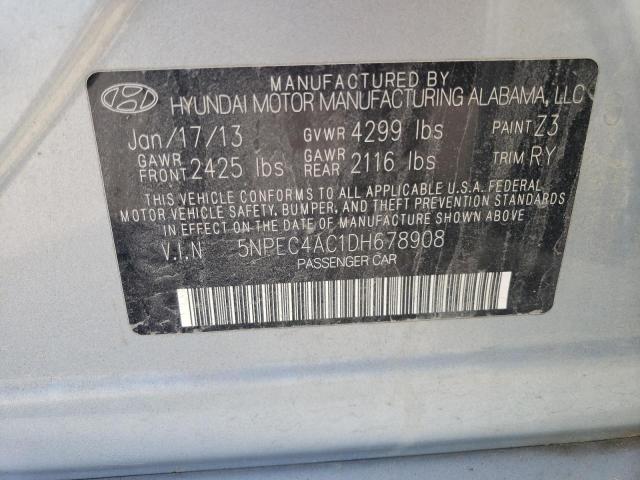 MANUFACTURED BY
HYUNDAI MOTOR MANUFACTURING ALABAMA, LLC
Jan/17/13 GVWR 4299 lbs PAINT Z3
GAWR FRONT 2425 lbs GAWR REAR 2116 lbs TRIM RY
THIS VEHICLE CONFORMS TO ALL APPLICABLE U.S.A. FEDERAL
MOTOR VEHICLE SAFETY, BUMPER, AND THEFT PREVENTION STANDARDS
IN EFFECT ON THE DATE OF MANUFACTURE SHOWN ABOVE.
V.I.N 5NPEC4AC1DH678908
PASSENGER CAR